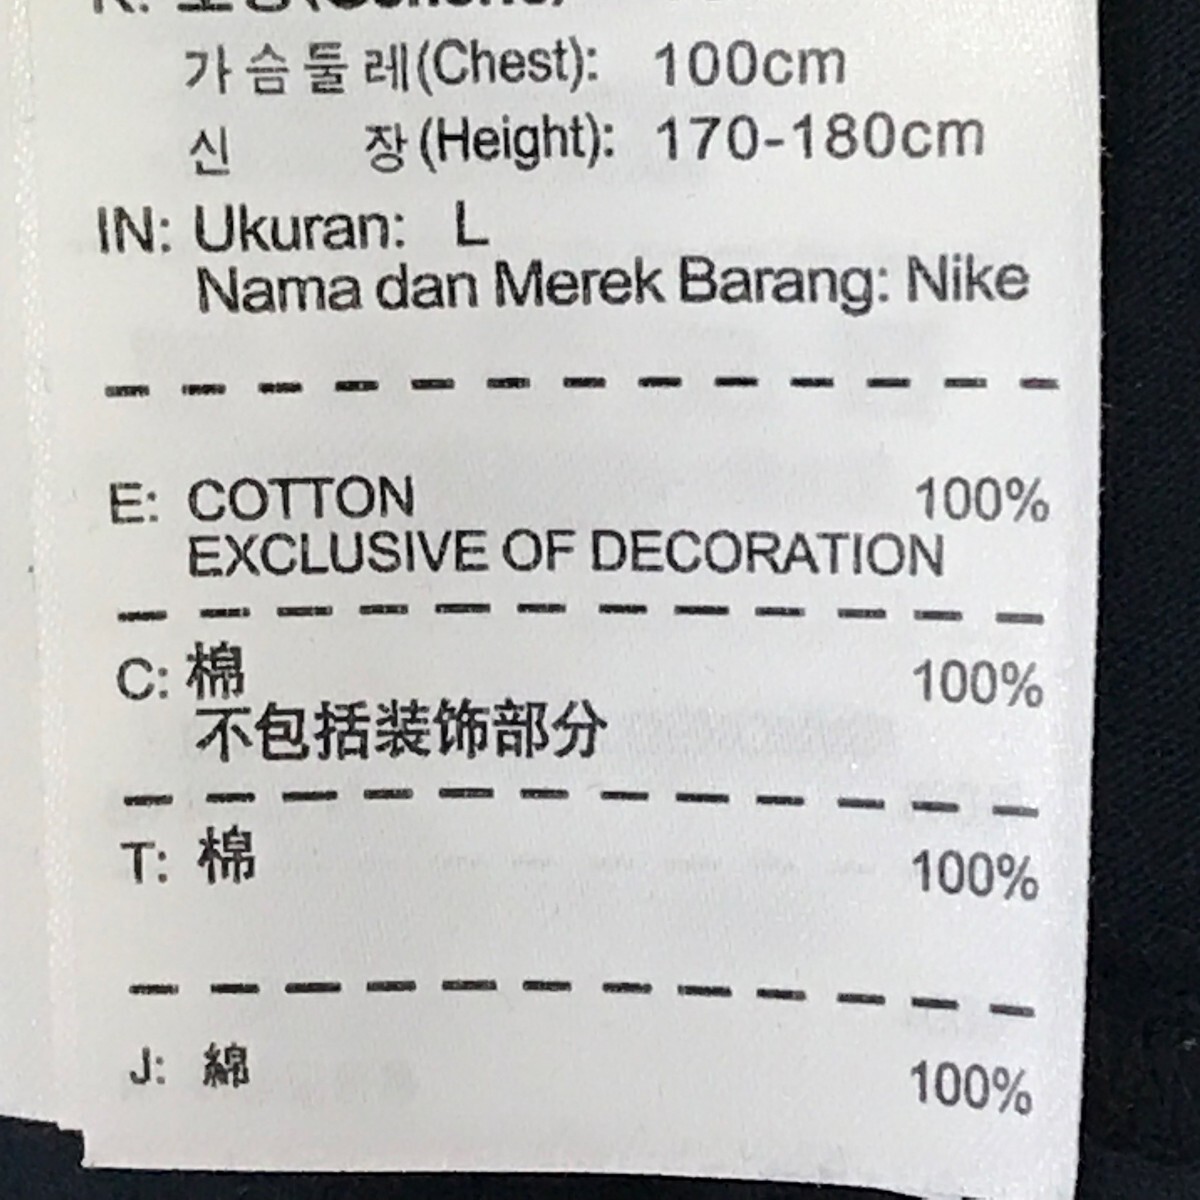 가슴둘레(Chest): 100cm
신 장(Height): 170-180cm
IN: Ukuran: L
Nama dan Merek Barang: Nike
E: COTTON 100%
EXCLUSIVE OF DECORATION
C: 棉 100%
不包括装饰部分
T: 棉 100%
J: 綿 100%